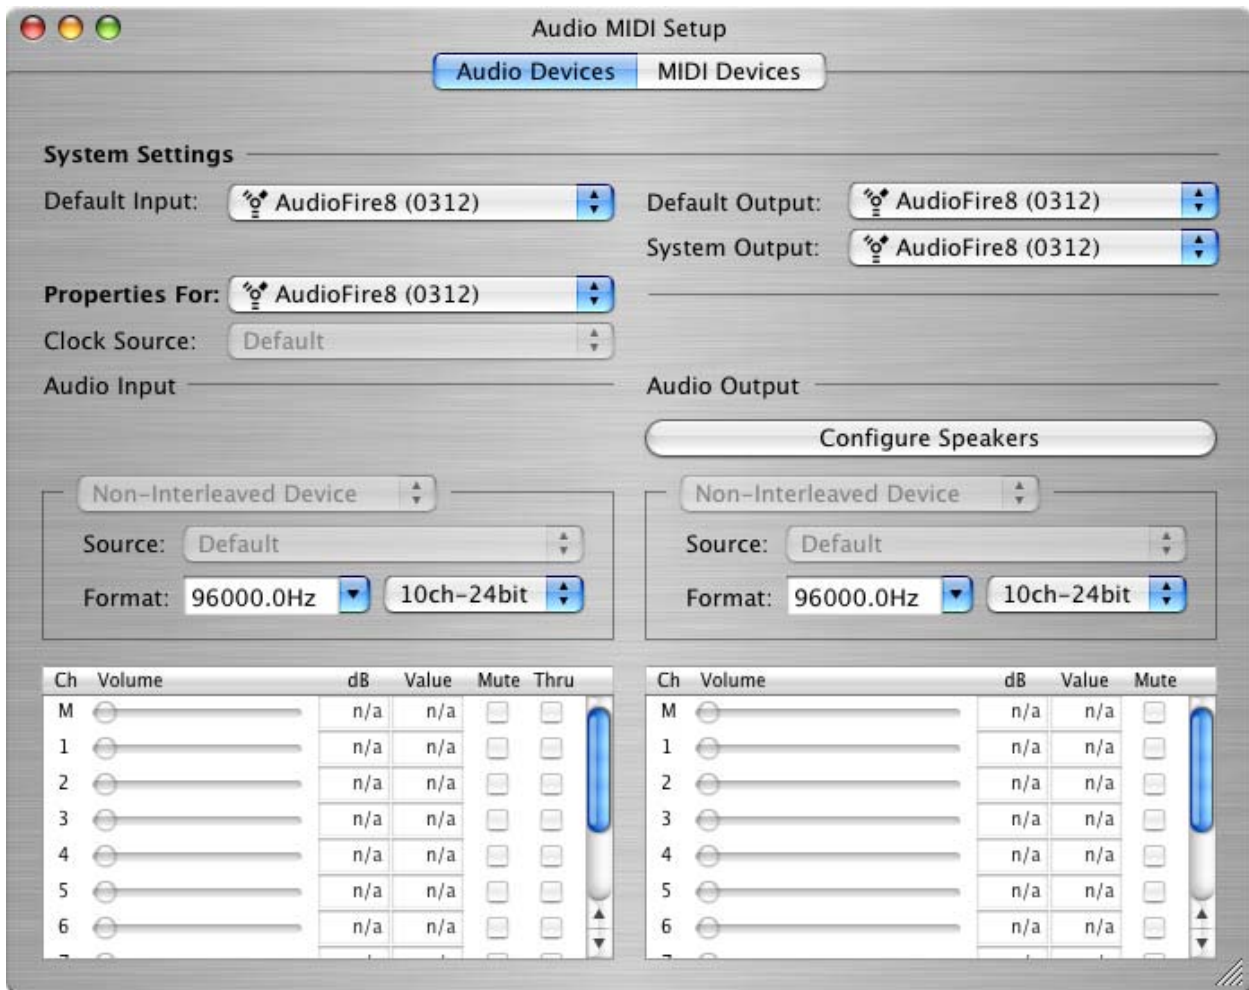 Audio MIDI Setup
Audio Devices MIDI Devices
System Settings
Default Input: AudioFire8 (0312)
Default Output: AudioFire8 (0312)
System Output: AudioFire8 (0312)
Properties For: AudioFire8 (0312)
Clock Source: Default
Audio Input
Audio Output
Configure Speakers
Non-Interleaved Device
Source: Default
Format: 96000.0Hz 10ch-24bit
Non-Interleaved Device
Source: Default
Format: 96000.0Hz 10ch-24bit
Ch Volume dB Value Mute Thru
M n/a n/a
1 n/a n/a
2 n/a n/a
3 n/a n/a
4 n/a n/a
5 n/a n/a
6 n/a n/a
Ch Volume dB Value Mute
M n/a n/a
1 n/a n/a
2 n/a n/a
3 n/a n/a
4 n/a n/a
5 n/a n/a
6 n/a n/a